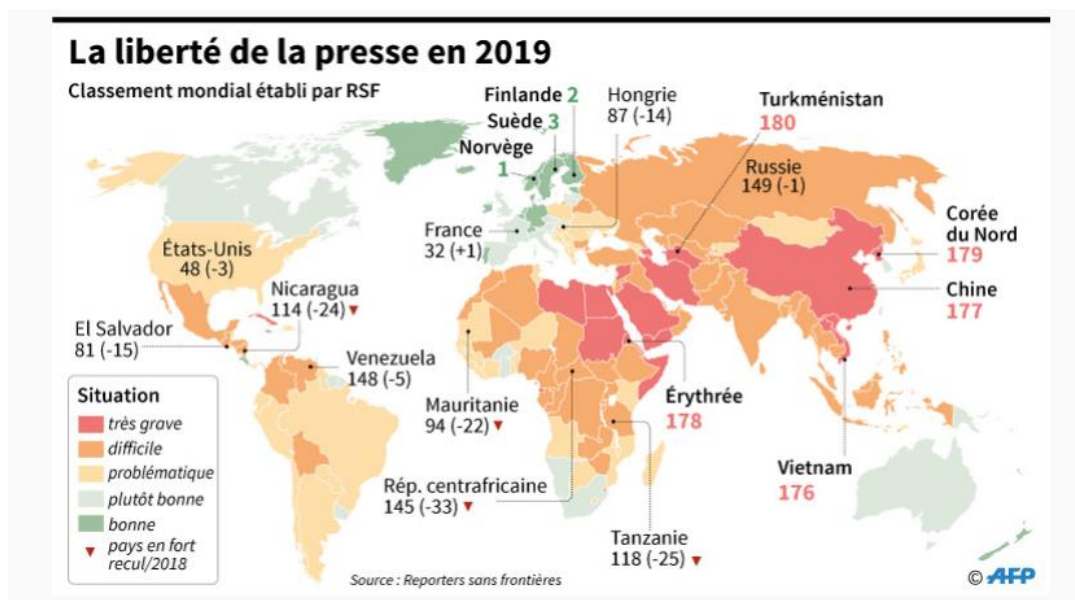 La liberté de la presse en 2019
Classement mondial établi par RSF
Finlande 2
Suède 3
Norvège
1
Hongrie
87 (-14)
Turkménistan
180
Russie
149 (-1)
Corée
du Nord
179
Chine
177
France
32 (+1)
États-Unis
48 (-3)
Nicaragua
114 (-24)
El Salvador
81 (-15)
Venezuela
148 (-5)
Mauritanie
94 (-22)
Érythrée
178
Vietnam
176
Rép. centrafricaine
145 (-33)
Tanzanie
118 (-25)
Situation
très grave
difficile
problématique
plutôt bonne
bonne
pays en fort
recul/2018
Source : Reporters sans frontières
© AFP